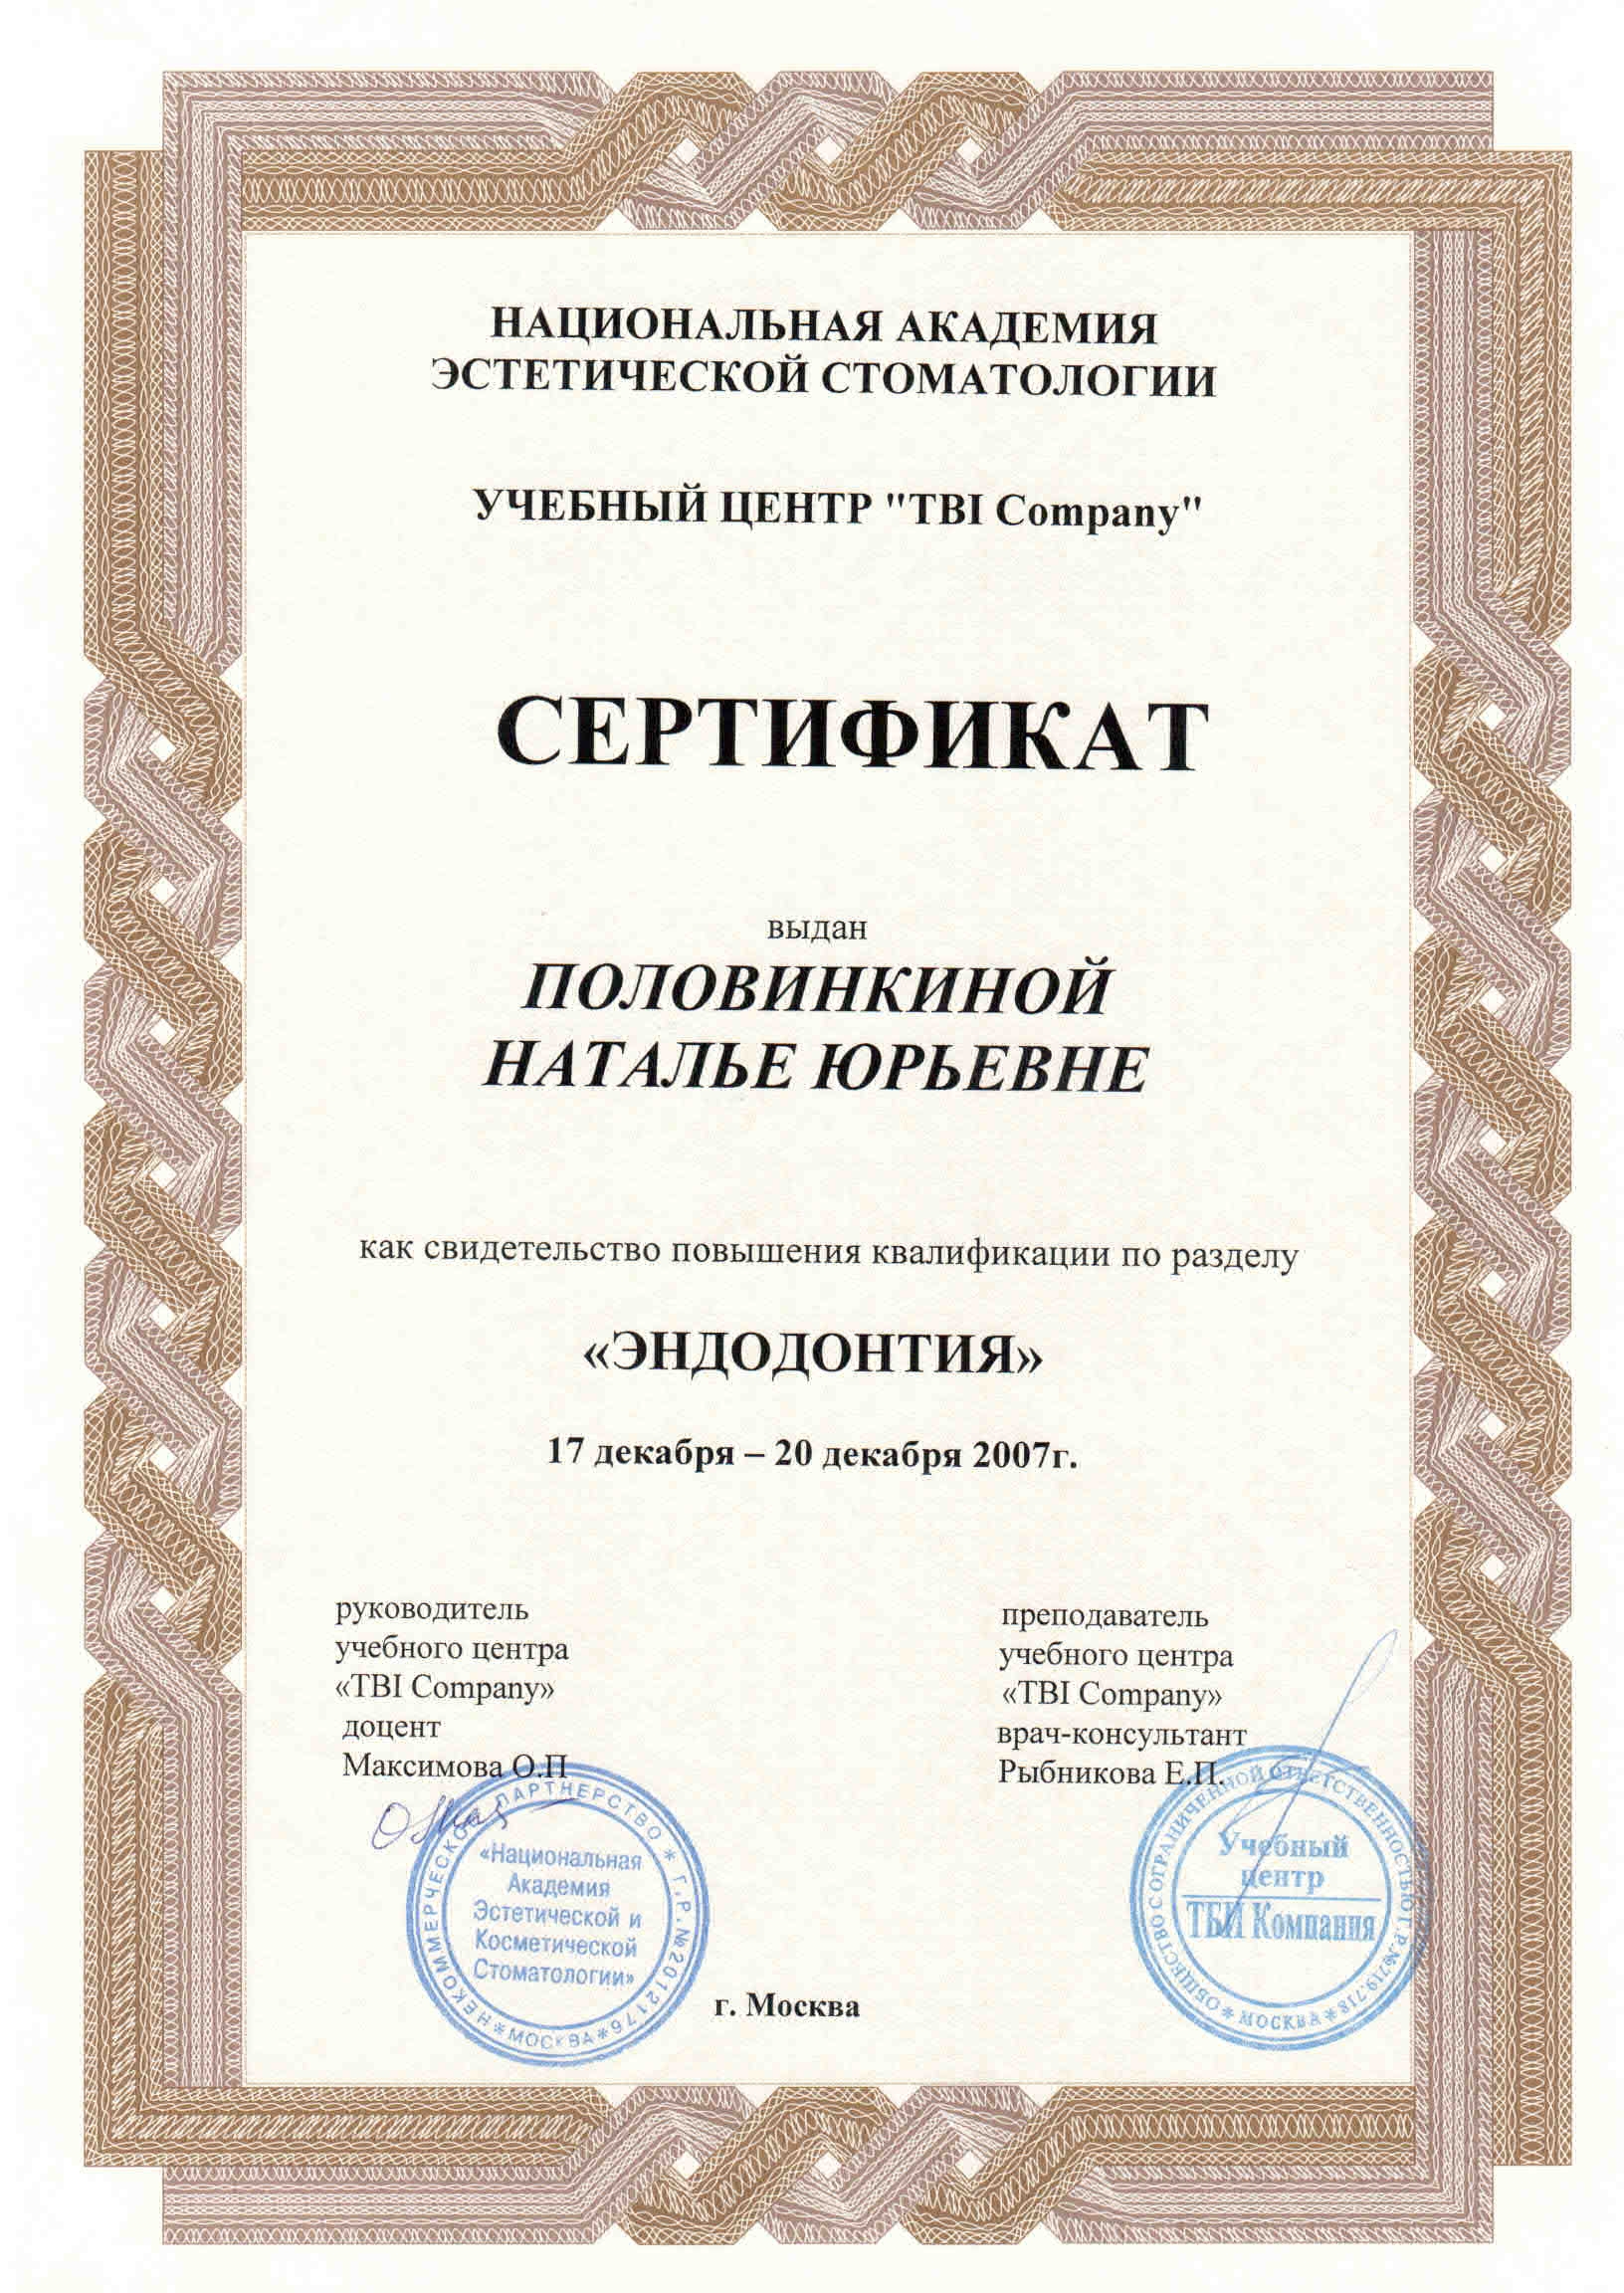 НАЦИОНАЛЬНАЯ АКАДЕМИЯ
ЭСТЕТИЧЕСКОЙ СТОМАТОЛОГИИ
УЧЕБНЫЙ ЦЕНТР "TBI Company"
СЕРТИФИКАТ
выдан
ПОЛОВИНКИНОЙ
НАТАЛЬЕ ЮРЬЕВНЕ
как свидетельство повышения квалификации по разделу
«ЭНДОДОНТИЯ»
17 декабря – 20 декабря 2007г.
руководитель
учебного центра
«TBI Company»
доцент
Максимова О.П
преподаватель
учебного центра
«TBI Company»
врач-консультант
Рыбникова Е.П.
НЕКОММЕРЧЕСКОЕ ПАРТНЕРСТВО * Г.Р.№201217б * МОСКВА *
«Национальная
Академия
Эстетической и
Косметической
Стоматологии»
ОБЩЕСТВО С ОГРАНИЧЕННОЙ ОТВЕТСТВЕННОСТЬЮ Г.Р.№719.718 * МОСКВА *
Учебный
центр
ТБИ Компания
г. Москва